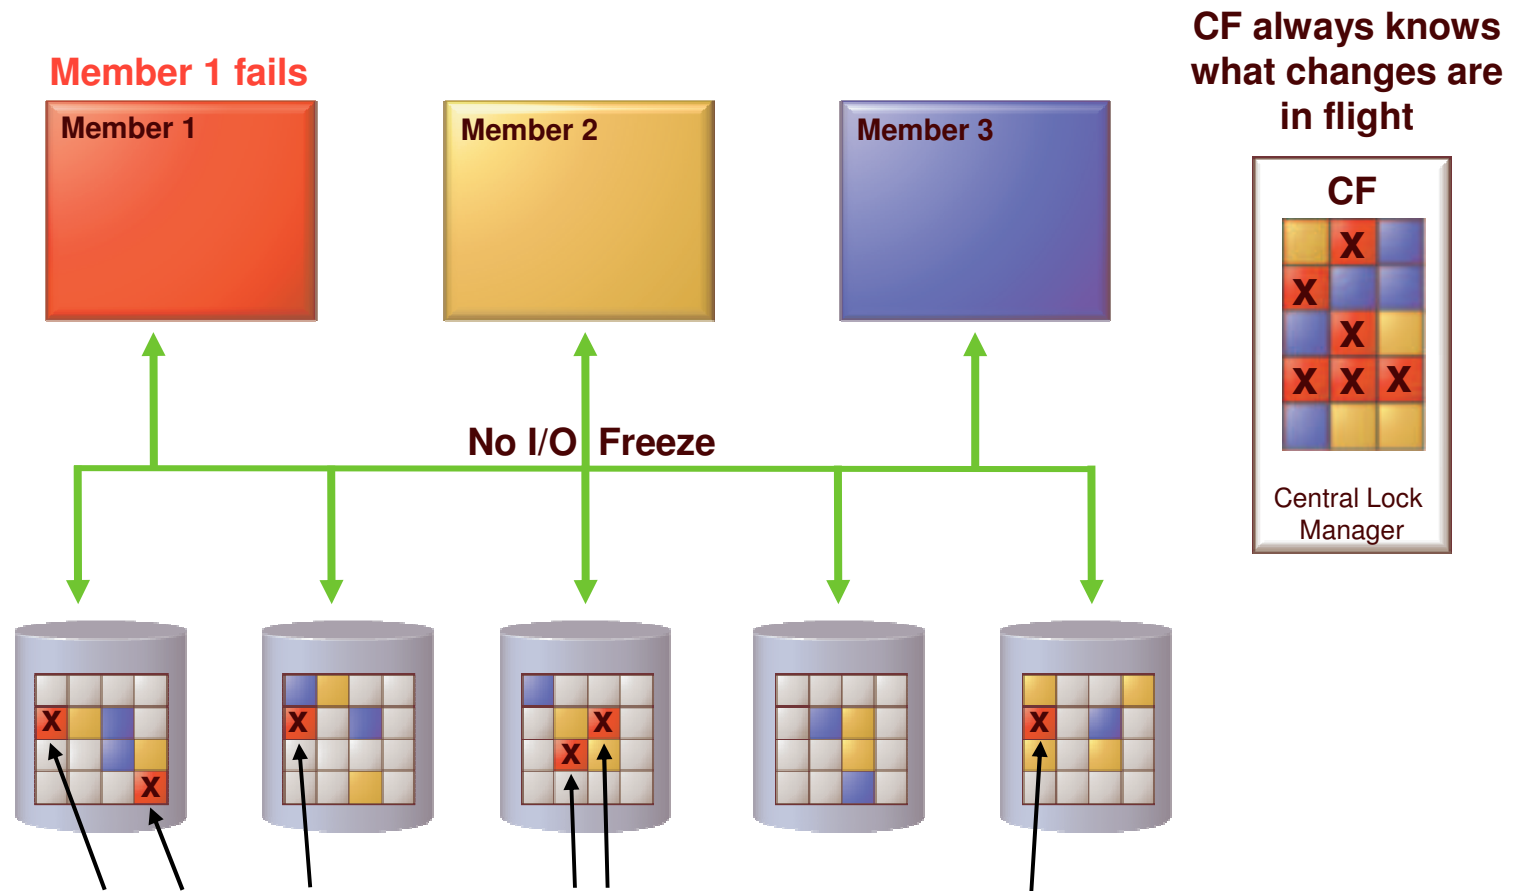 CF always knows
what changes are
in flight
Member 1 fails
Member 1
Member 2
Member 3
CF
X
X
X
X X X
Central Lock
Manager
No I/O Freeze
X
X
X
X
X
X